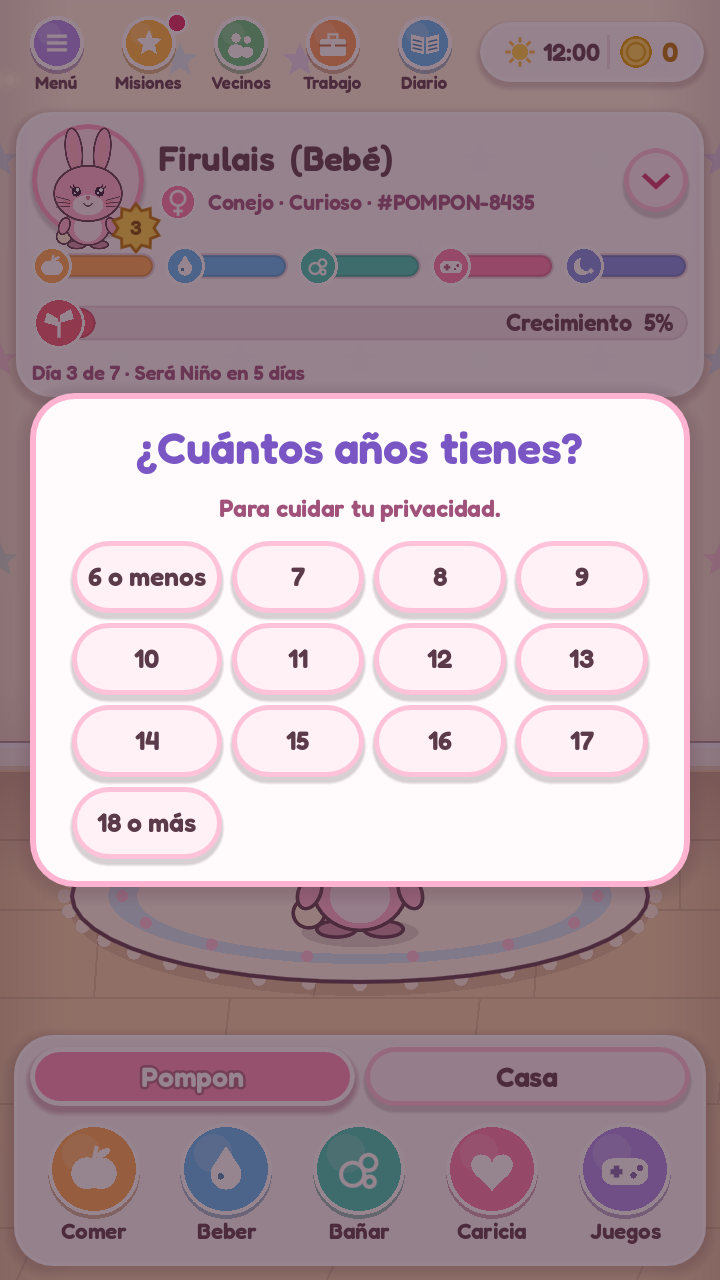 Menú
Misiones
Vecinos
Trabajo
Diario
12:00
0
Firulais (Bebé)
Conejo · Curioso · #POMPON-8435
3
Crecimiento 5%
Día 3 de 7 · Será Niño en 5 días
¿Cuántos años tienes?
Para cuidar tu privacidad.
6 o menos
7
8
9
10
11
12
13
14
15
16
17
18 o más
Pompon
Casa
Comer
Beber
Bañar
Caricia
Juegos